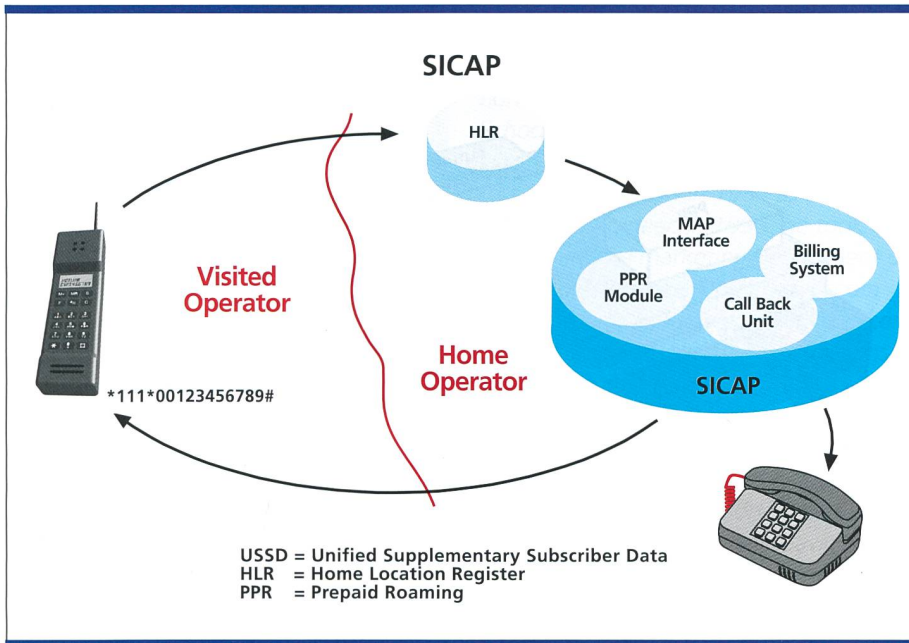 SICAP
HLR
MAP
Interface
Billing
System
PPR
Module
Call Back
Unit
SICAP
Visited
Operator
Home
Operator
*111*00123456789#
USSD = Unified Supplementary Subscriber Data
HLR = Home Location Register
PPR = Prepaid Roaming